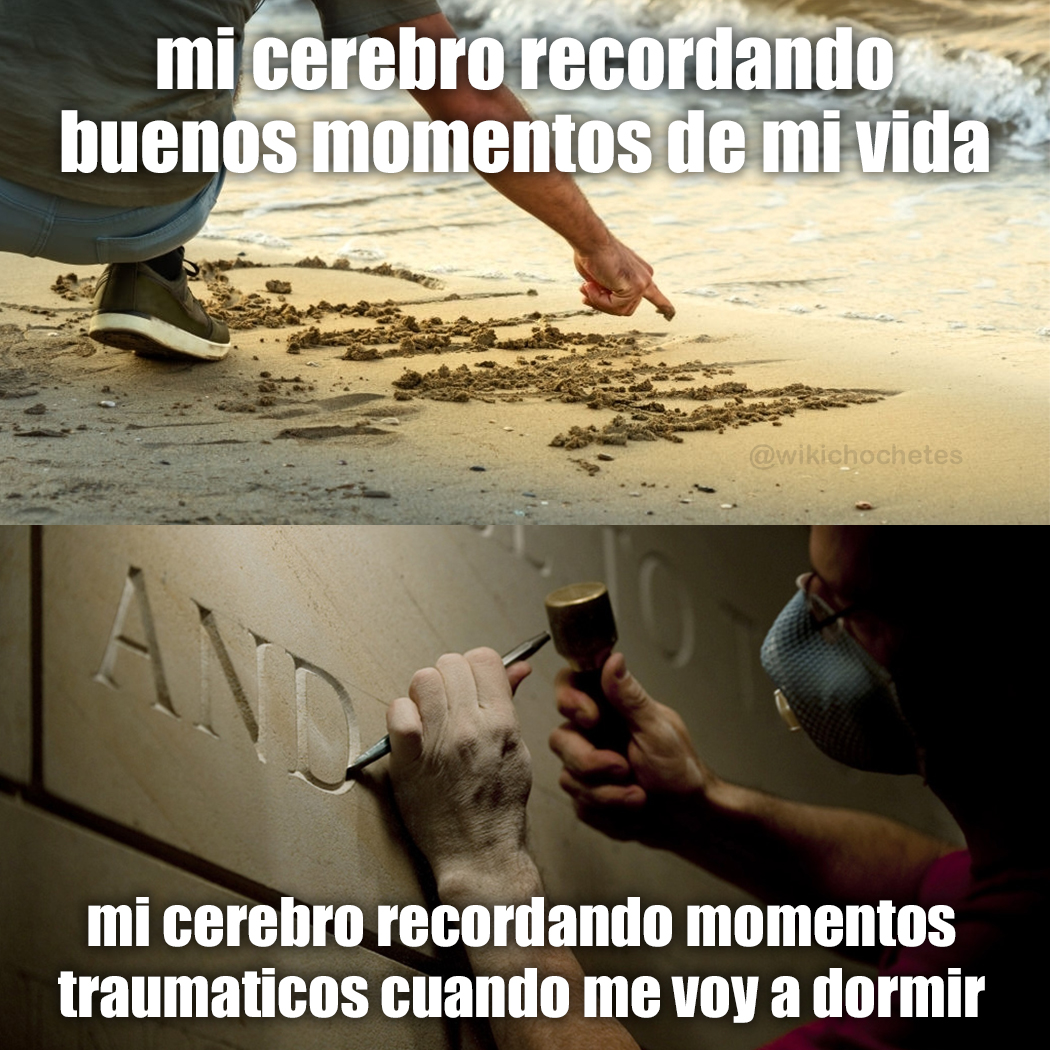 mi cerebro recordando
buenos momentos de mi vida
@wikichochetes
AND
mi cerebro recordando momentos
traumaticos cuando me voy a dormir